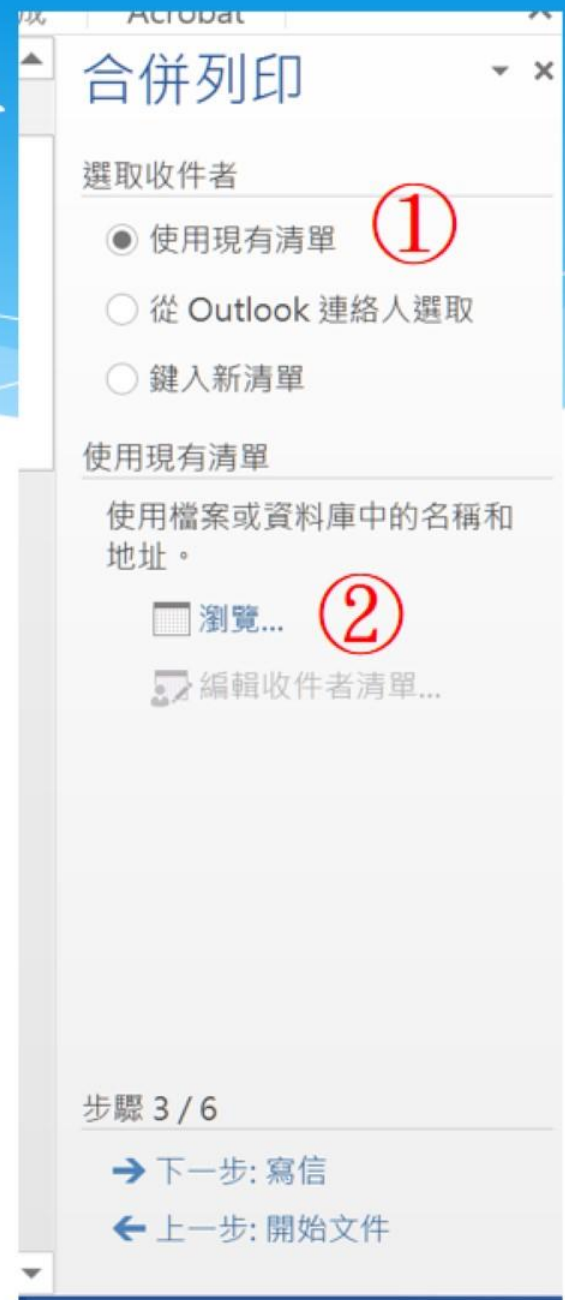 成 Acrobat
合併列印
選取收件者
使用現有清單 ①
從 Outlook 連絡人選取
鍵入新清單
使用現有清單
使用檔案或資料庫中的名稱和
地址。
瀏覽... ②
編輯收件者清單...
步驟 3 / 6
下一步: 寫信
上一步: 開始文件